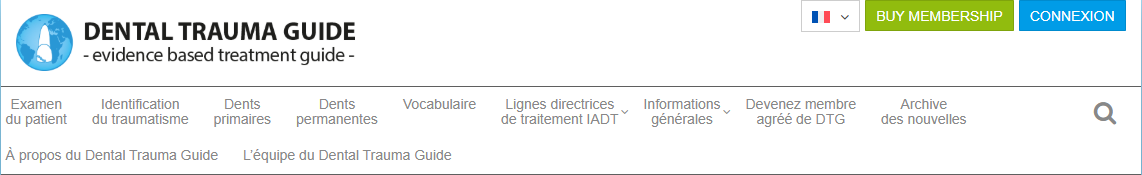 DENTAL TRAUMA GUIDE
- evidence based treatment guide -
BUY MEMBERSHIP
CONNEXION
Examen
du patient
Identification
du traumatisme
Dents
primaires
Dents
permanentes
Vocabulaire
Lignes directrices
de traitement IADT
Informations
générales
Devenez membre
agréé de DTG
Archive
des nouvelles
À propos du Dental Trauma Guide
L'équipe du Dental Trauma Guide